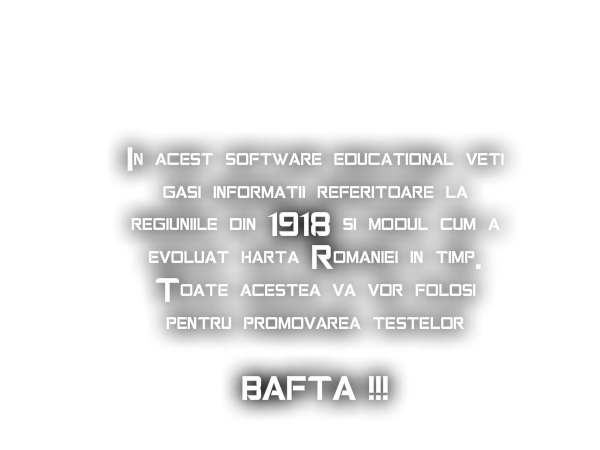 In acest software educational veti
gasi informatii referitoare la
regiuniile din 1918 si modul cum a
evoluat harta Romaniei in timp.
Toate acestea va vor folosi
pentru promovarea testelor
BAFTA !!!